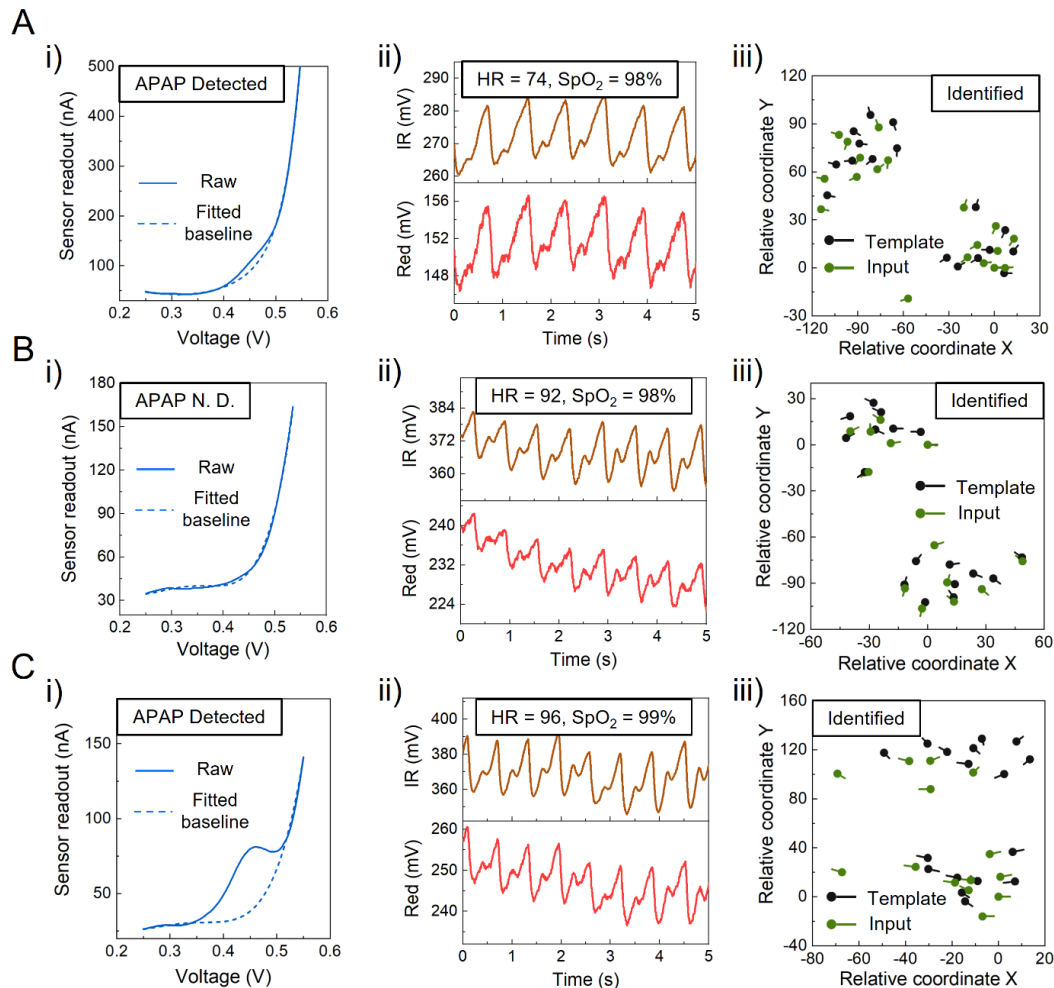 A
i)
APAP Detected
Sensor readout (nA)
500
400
300
200
100
Raw
Fitted
baseline
0.2 0.3 0.4 0.5 0.6
Voltage (V)
ii)
HR = 74, SpO2 = 98%
IR (mV)
290
280
270
260
Red (mV)
156
152
148
0 1 2 3 4 5
Time (s)
iii)
Identified
Relative coordinate Y
120
90
60
30
0
-30
Template
Input
-120 -90 -60 -30 0 30
Relative coordinate X
B
i)
APAP N. D.
Sensor readout (nA)
180
150
120
90
60
30
Raw
Fitted
baseline
0.2 0.3 0.4 0.5 0.6
Voltage (V)
ii)
HR = 92, SpO2 = 98%
IR (mV)
384
372
360
Red (mV)
240
232
224
0 1 2 3 4 5
Time (s)
iii)
Identified
Relative coordinate Y
30
0
-30
-60
-90
-120
Template
Input
-60 -30 0 30 60
Relative coordinate X
C
i)
APAP Detected
Sensor readout (nA)
150
100
50
Raw
Fitted
baseline
0.2 0.3 0.4 0.5 0.6
Voltage (V)
ii)
HR = 96, SpO2 = 99%
IR (mV)
400
380
360
Red (mV)
260
250
240
0 1 2 3 4 5
Time (s)
iii)
Identified
Relative coordinate Y
160
120
80
40
0
-40
Template
Input
-80 -60 -40 -20 0 20
Relative coordinate X